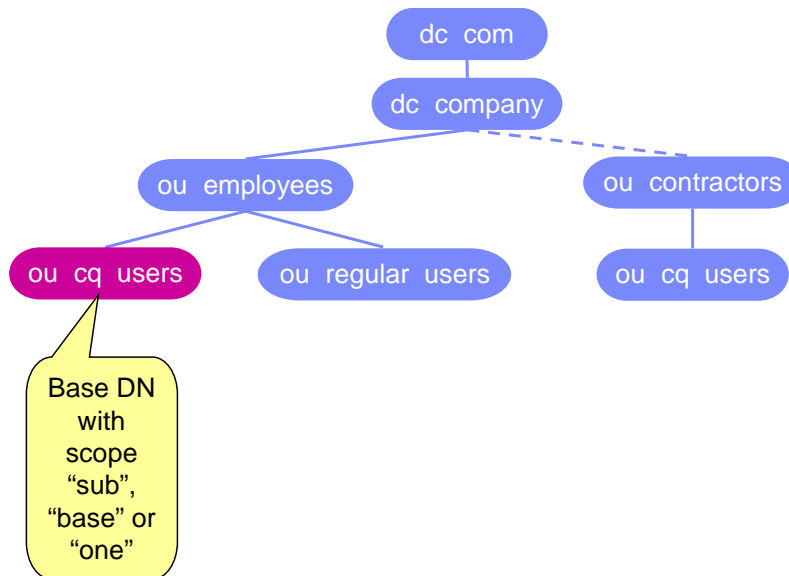 dc com
dc company
ou employees
ou contractors
ou cq users
ou regular users
ou cq users
Base DN
with
scope
“sub”,
“base” or
“one”